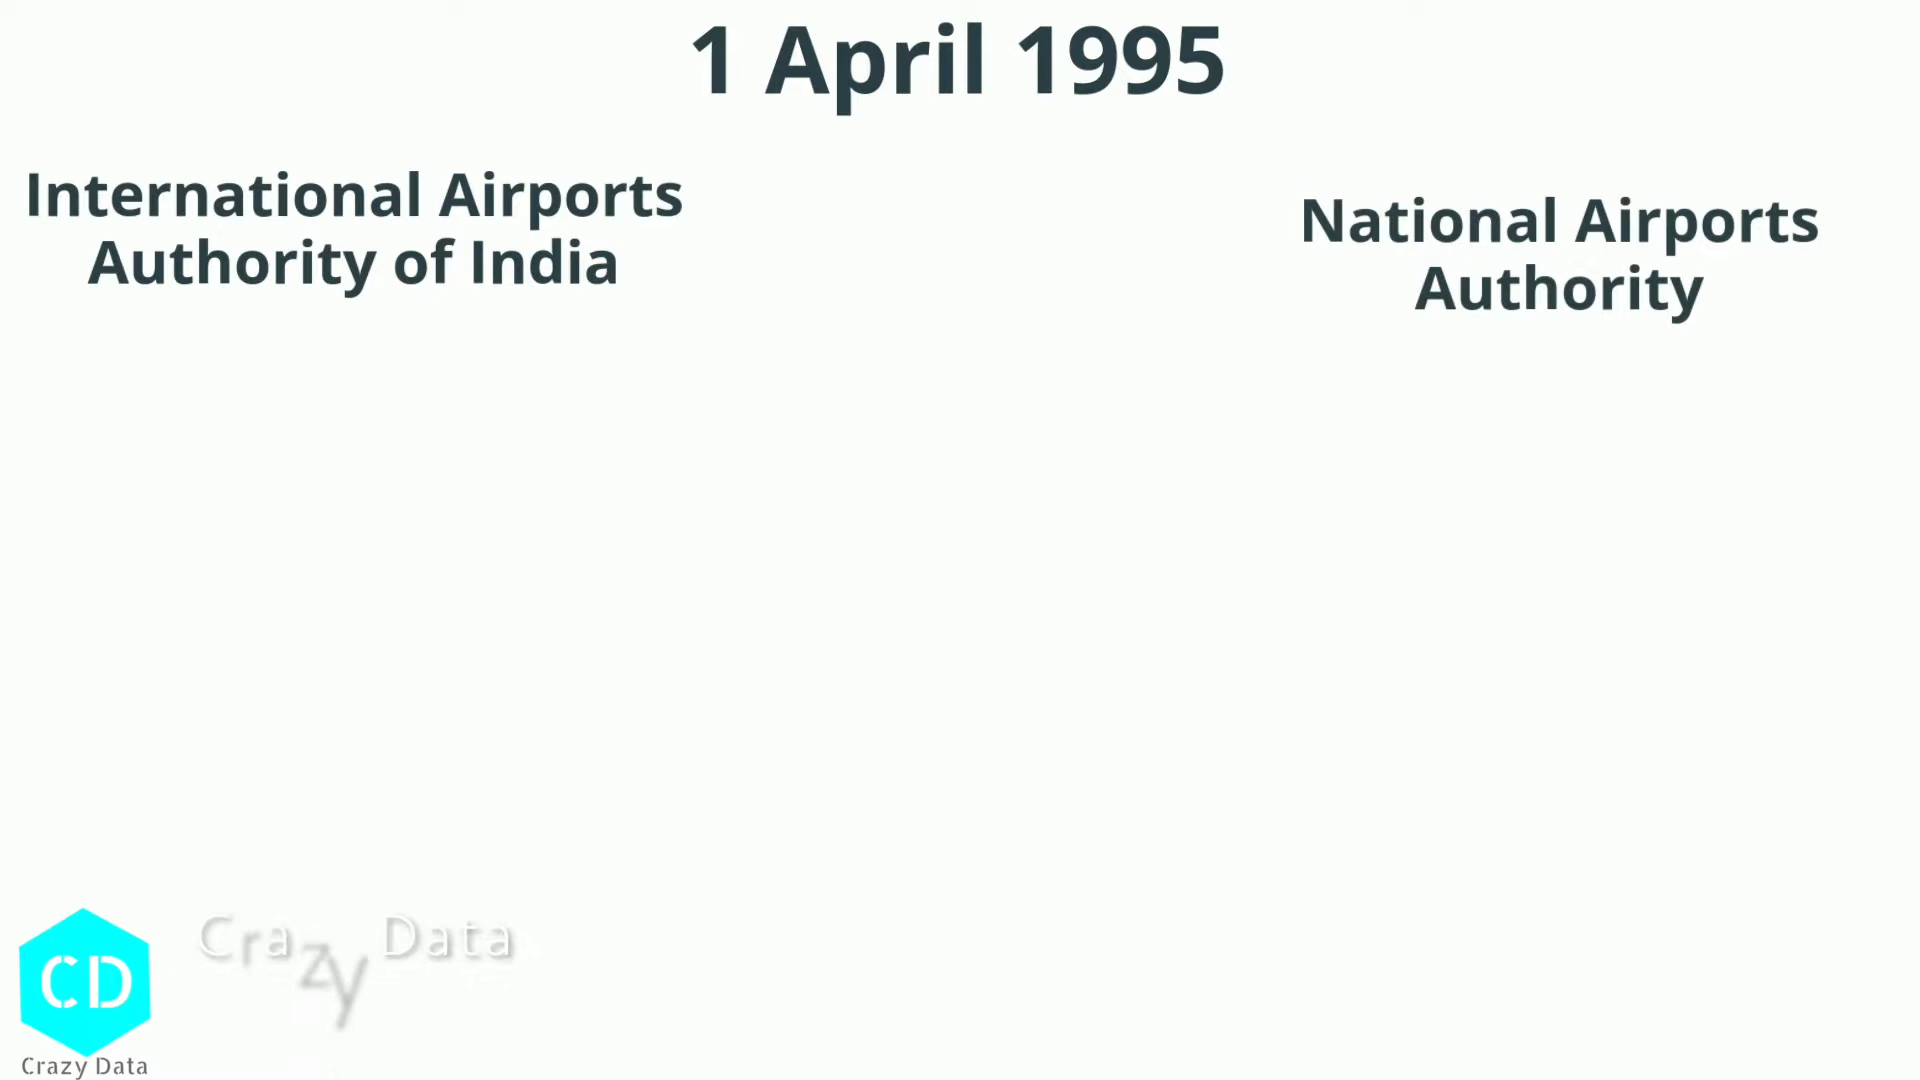 1 April 1995
International Airports
Authority of India
National Airports
Authority
Crazy Data
CD
Crazy Data